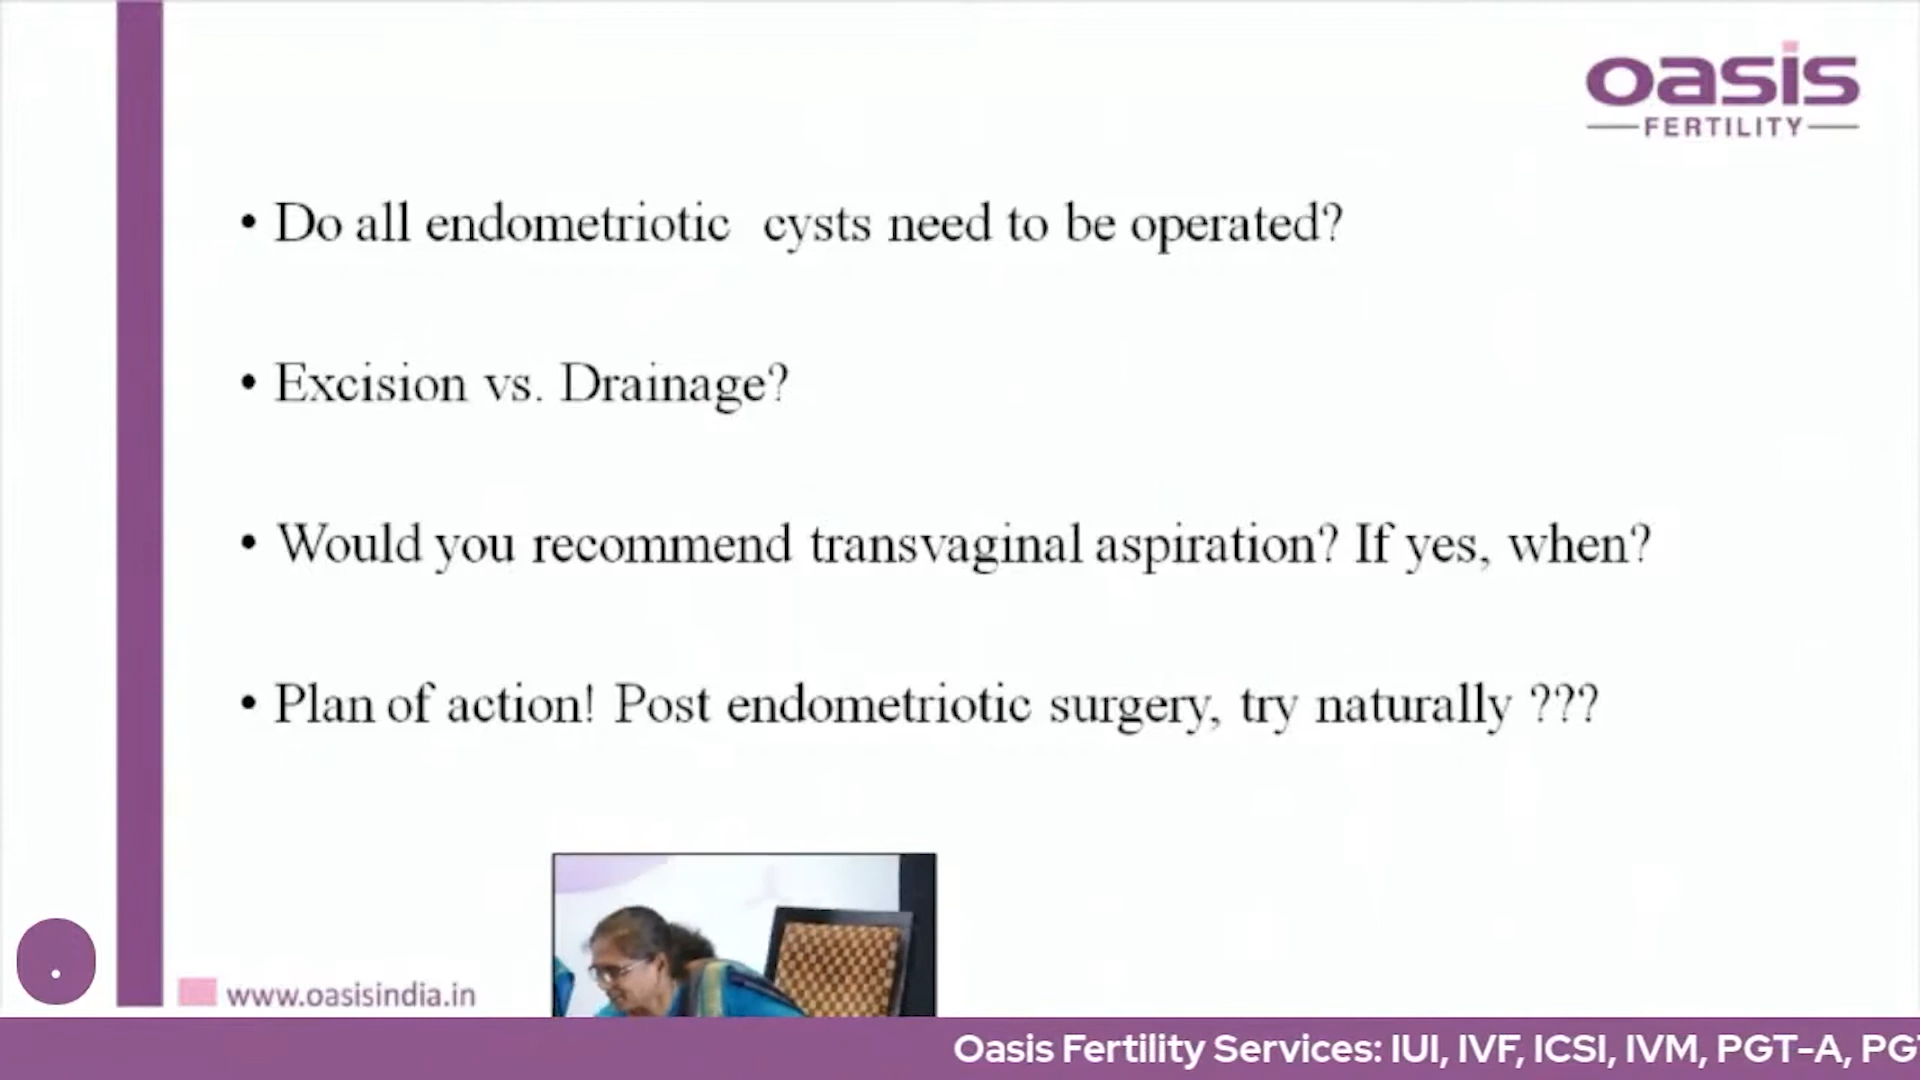 oasis
FERTILITY
• Do all endometriotic cysts need to be operated?
• Excision vs. Drainage?
• Would you recommend transvaginal aspiration? If yes, when?
• Plan of action! Post endometriotic surgery, try naturally ???
www.oasisindia.in
Oasis Fertility Services: IUI, IVF, ICSI, IVM, PGT-A,